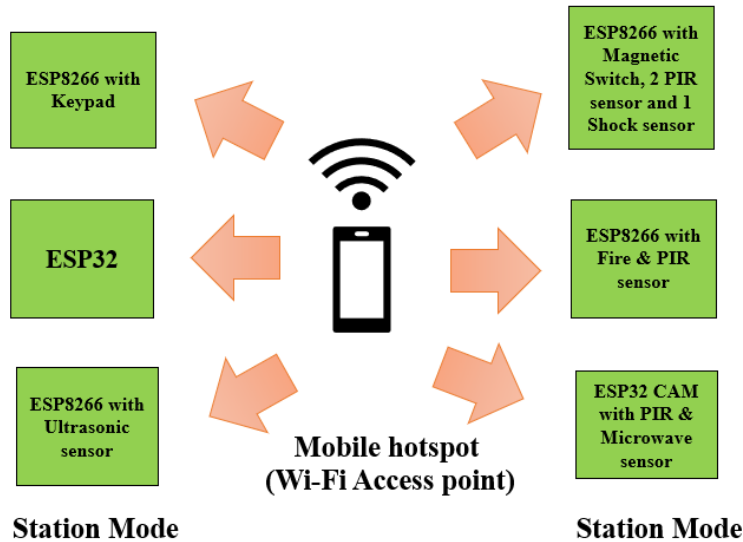 ESP8266 with
Keypad
ESP32
ESP8266 with
Ultrasonic
sensor
Station Mode
Mobile hotspot
(Wi-Fi Access point)
ESP8266 with
Magnetic
Switch, 2 PIR
sensor and 1
Shock sensor
ESP8266 with
Fire & PIR
sensor
ESP32 CAM
with PIR &
Microwave
sensor
Station Mode